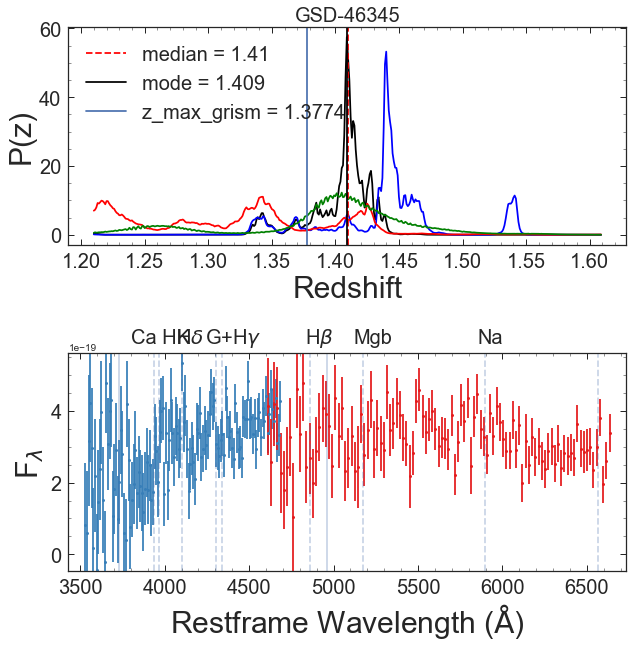 GSD-46345
P(z)
60
40
20
0
median = 1.41
mode = 1.409
z_max_grism = 1.3774
1.20 1.25 1.30 1.35 1.40 1.45 1.50 1.55 1.60
Redshift
Ca HK Hδ G+Hγ Hβ Mgb Na
1e−19
Fλ
4
2
0
3500 4000 4500 5000 5500 6000 6500
Restframe Wavelength (Å)